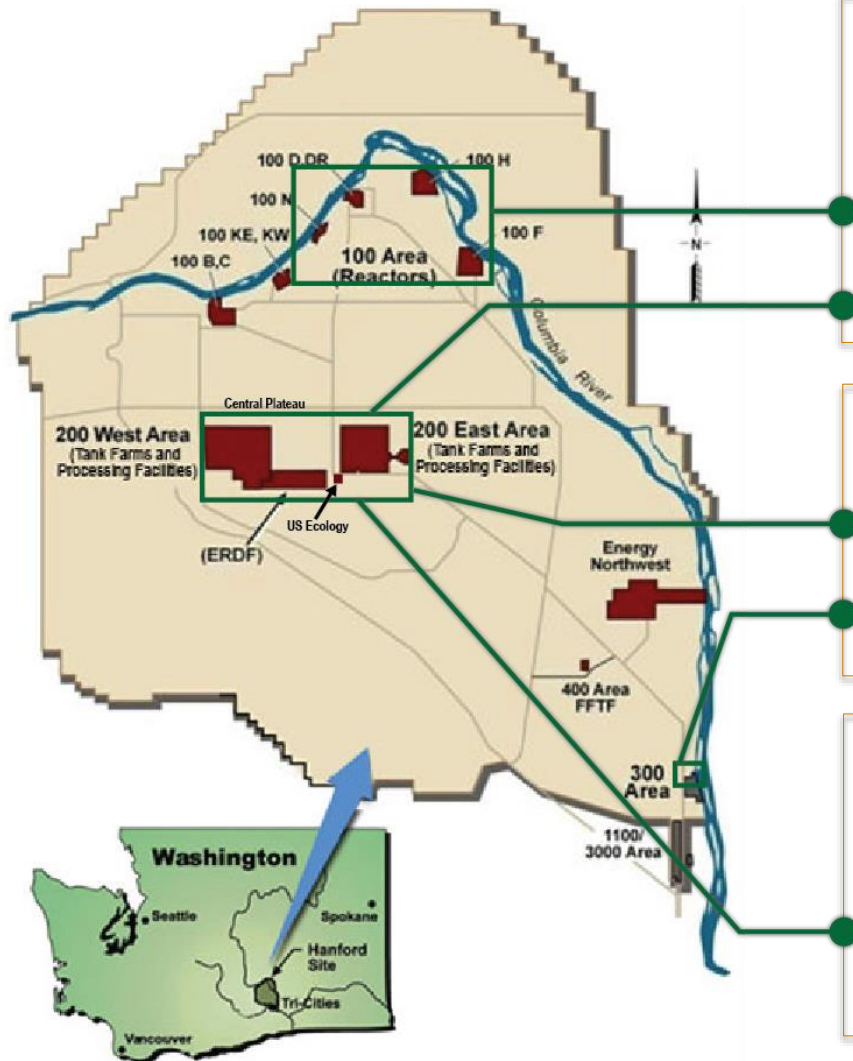 100 D,DR
100 H
100 N
100 KE, KW
100 F
100 B,C
100 Area
(Reactors)
N
Columbia
River
Central Plateau
200 West Area
(Tank Farms and
Processing Facilities)
200 East Area
(Tank Farms and
Processing Facilities)
US Ecology
(ERDF)
Energy
Northwest
400 Area
FFTF
300
Area
1100/
3000 Area
Washington
Seattle
Spokane
Hanford
Site
Tri-Cities
Vancouver